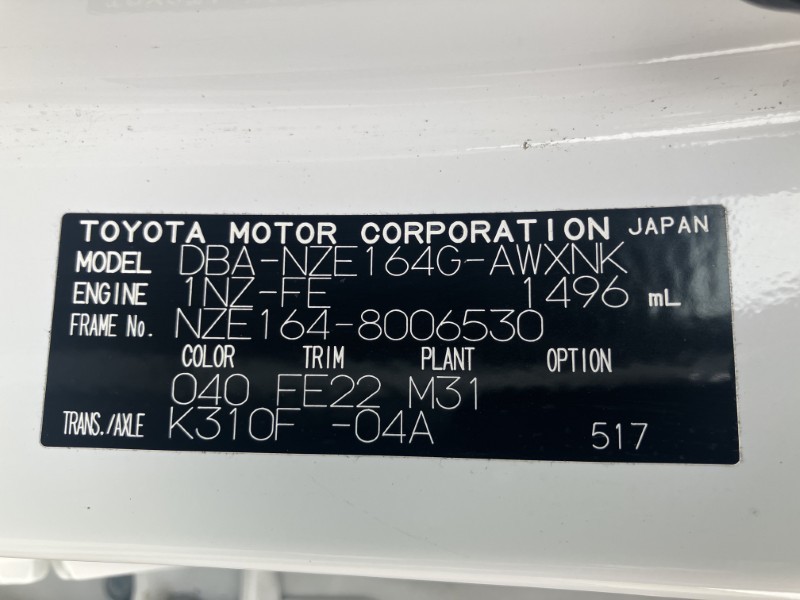 TOYOTA MOTOR CORPORATION JAPAN
MODEL DBA-NZE164G-AWXNK
ENGINE 1NZ-FE 1496 mL
FRAME No. NZE164-8006530
COLOR TRIM PLANT OPTION
040 FE22 M31
TRANS./AXLE K310F -04A 517